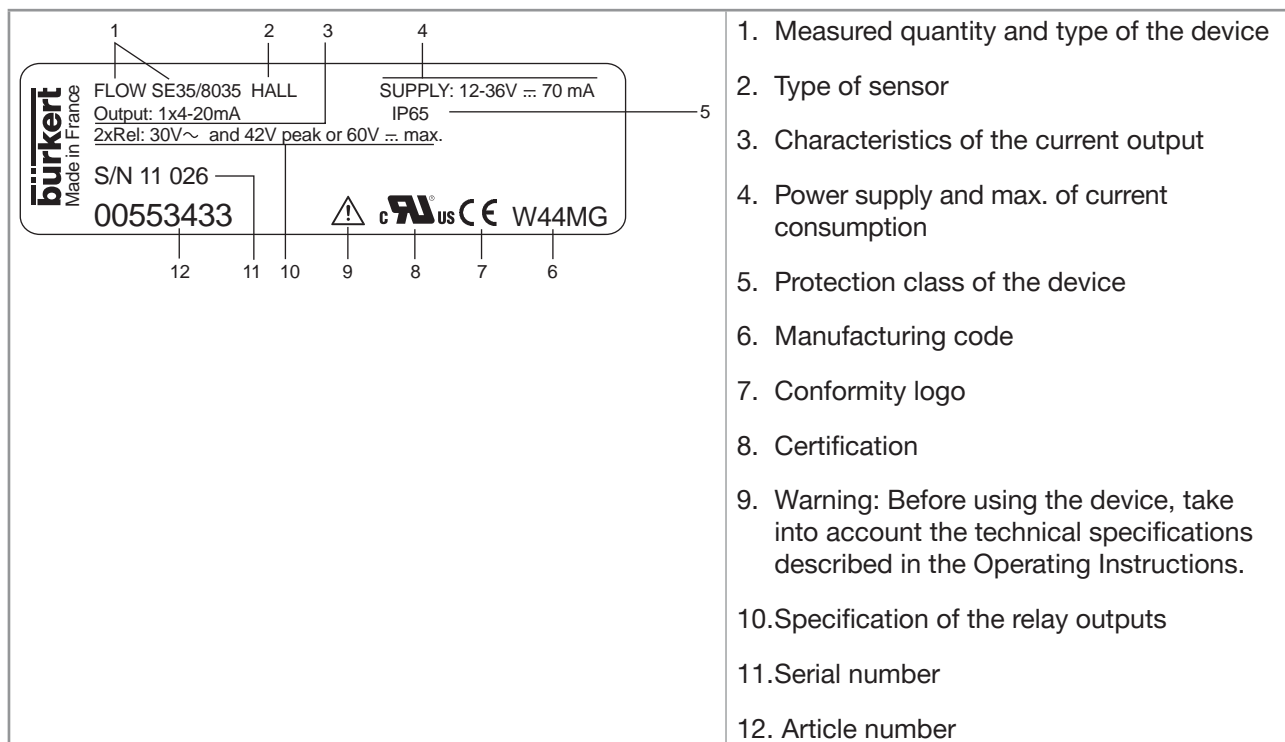 1 2 3 4
FLOW SE35/8035 HALL SUPPLY: 12-36V ⎓ 70 mA
Output: 1x4-20mA IP65 5
2xRel: 30V~ and 42V peak or 60V ⎓ max.
S/N 11 026
00553433 ⚠ c RU® us CE W44MG
bürkert
Made in France
12 11 10 9 8 7 6
1. Measured quantity and type of the device
2. Type of sensor
3. Characteristics of the current output
4. Power supply and max. of current
consumption
5. Protection class of the device
6. Manufacturing code
7. Conformity logo
8. Certification
9. Warning: Before using the device, take
into account the technical specifications
described in the Operating Instructions.
10.Specification of the relay outputs
11.Serial number
12. Article number